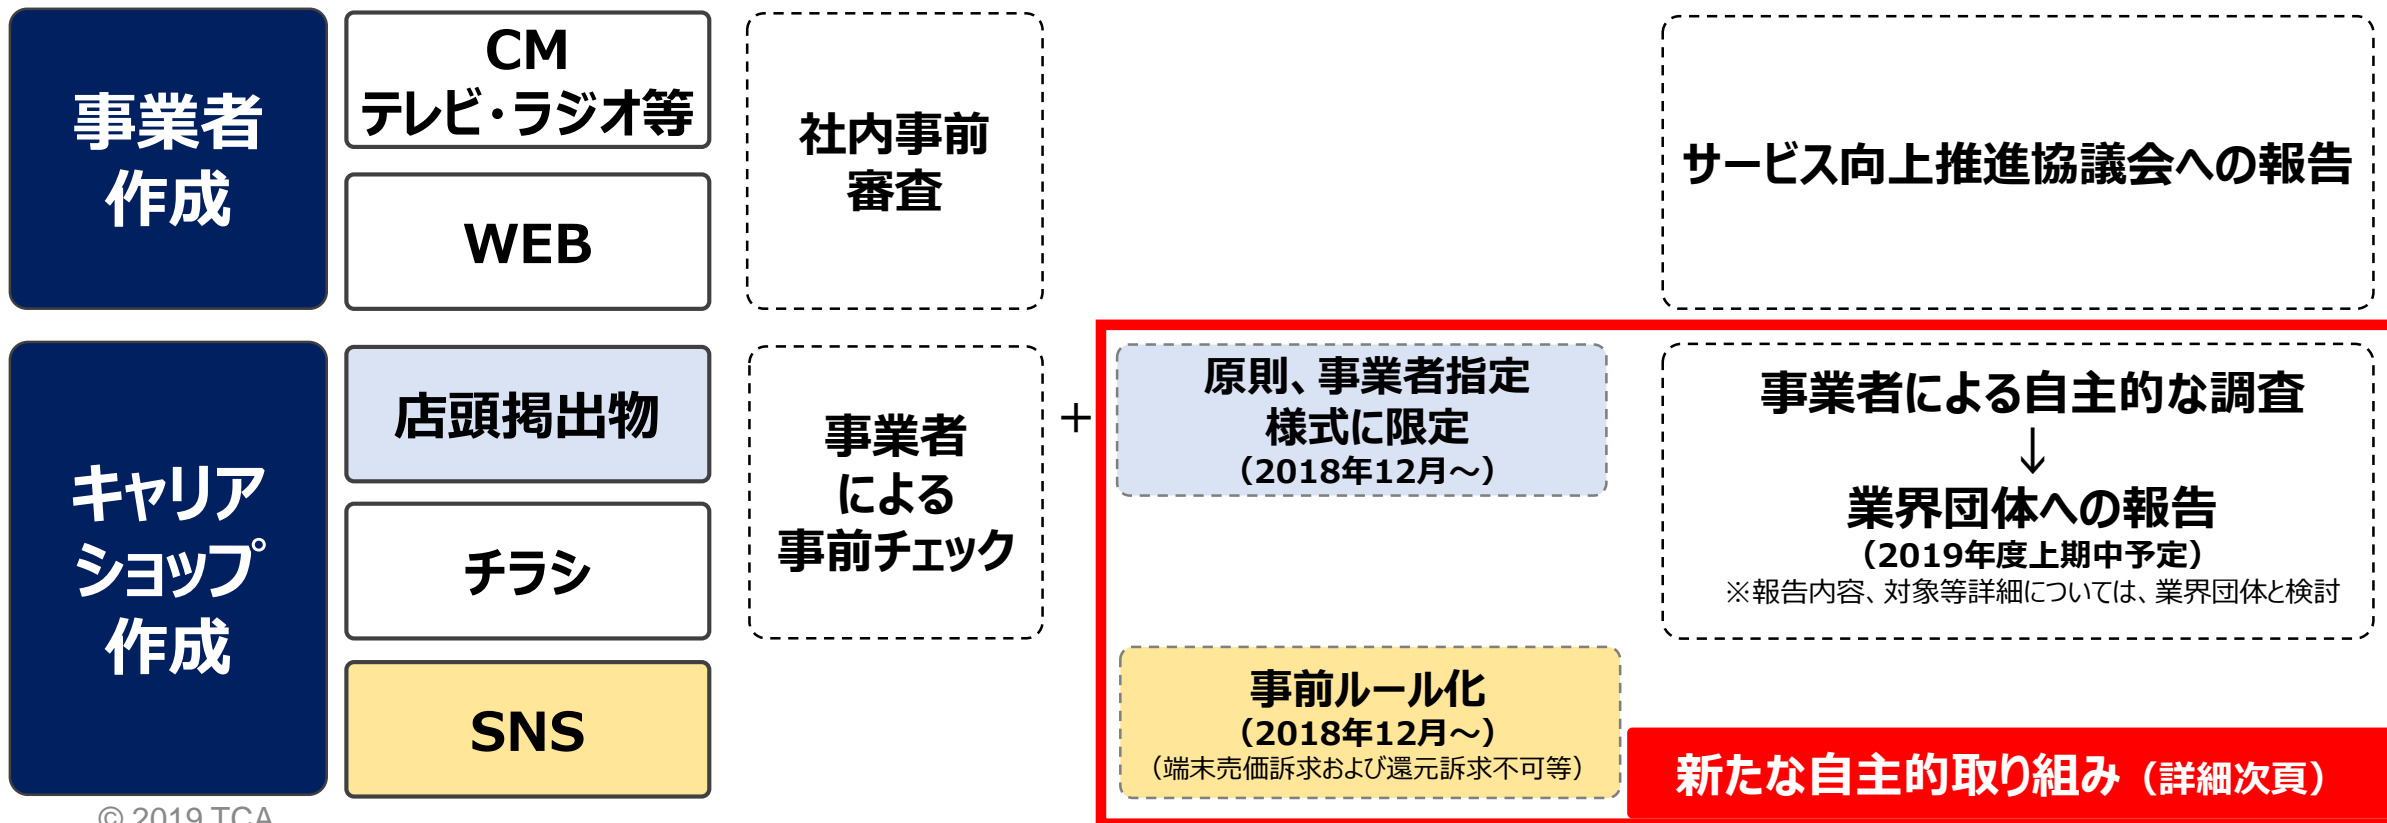 事業者
作成
CM
テレビ・ラジオ等
WEB
社内事前
審査
サービス向上推進協議会への報告
キャリア
ショップ
作成
店頭掲出物
チラシ
SNS
事業者
による
事前チェック
＋
原則、事業者指定
様式に限定
（2018年12月～）
事前ルール化
（2018年12月～）
（端末売価訴求および還元訴求不可等）
事業者による自主的な調査
↓
業界団体への報告
（2019年度上期中予定）
※報告内容、対象等詳細については、業界団体と検討
新たな自主的取り組み（詳細次頁）
© 2019 TCA